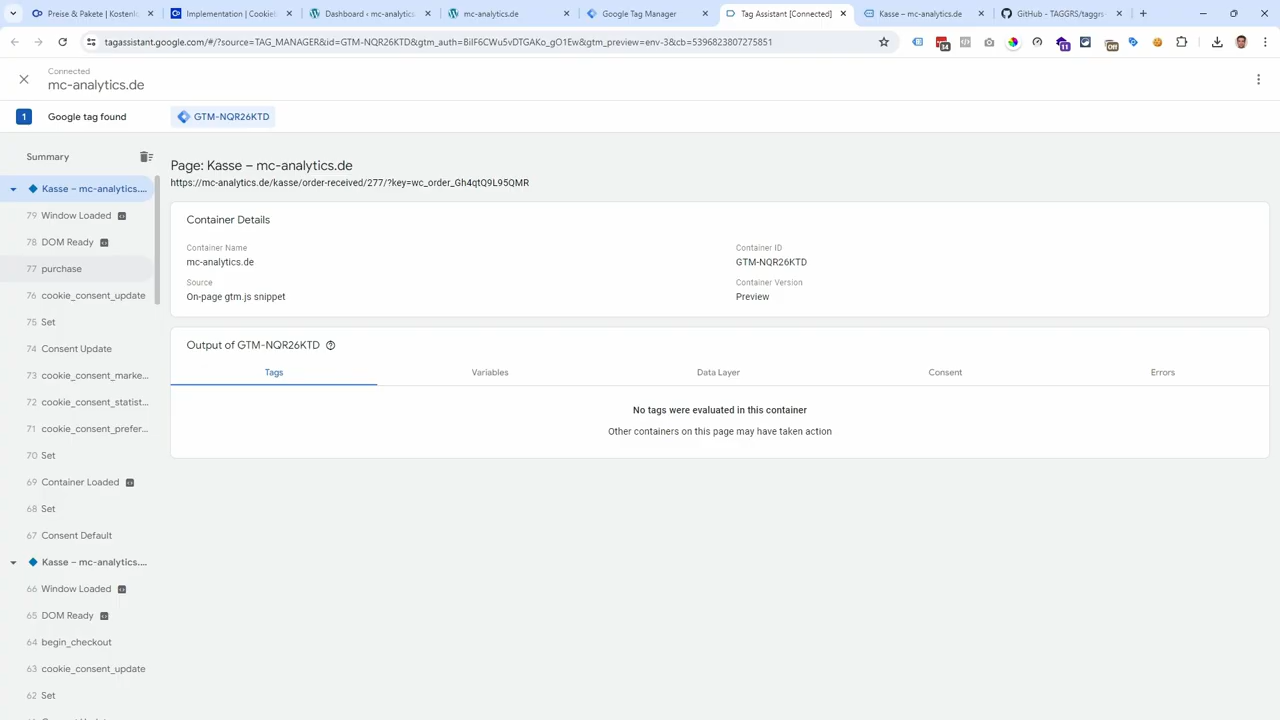 Preise & Pakete | Kostenl
Implementation | CookieE
Dashboard ‹ mc-analytics
mc-analytics.de
Google Tag Manager
Tag Assistant [Connected]
Kasse – mc-analytics.de
GitHub - TAGGRS/taggrs-
tagassistant.google.com/#/?source=TAG_MANAGER&id=GTM-NQR26KTD&gtm_auth=BiIF6CWu5vDTGAKo_gO1Ew&gtm_preview=env-3&cb=5396823807275851
14
11
Off
Connected
mc-analytics.de
1 Google tag found
GTM-NQR26KTD
Summary
Kasse – mc-analytics....
79 Window Loaded
78 DOM Ready
77 purchase
76 cookie_consent_update
75 Set
74 Consent Update
73 cookie_consent_marke...
72 cookie_consent_statist...
71 cookie_consent_prefer...
70 Set
69 Container Loaded
68 Set
67 Consent Default
Kasse – mc-analytics....
66 Window Loaded
65 DOM Ready
64 begin_checkout
63 cookie_consent_update
62 Set
Page: Kasse – mc-analytics.de
https://mc-analytics.de/kasse/order-received/277/?key=wc_order_Gh4qtQ9L95QMR
Container Details
Container Name
mc-analytics.de
Container ID
GTM-NQR26KTD
Source
On-page gtm.js snippet
Container Version
Preview
Output of GTM-NQR26KTD
Tags Variables Data Layer Consent Errors
No tags were evaluated in this container
Other containers on this page may have taken action